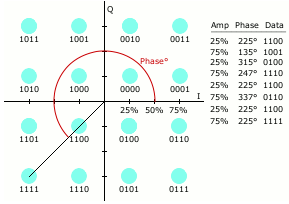 Q
Amp Phase Data
1011 1001 0010 0011
25% 225° 1100
75% 135° 1001
Phase°
25% 315° 0100
75% 247° 1110
1010 1000 0000 0001
I
25% 225° 1100
25% 50% 75%
75% 337° 0110
25% 225° 1100
75% 225° 1111
1101 1100 0100 0110
1111 1110 0101 0111